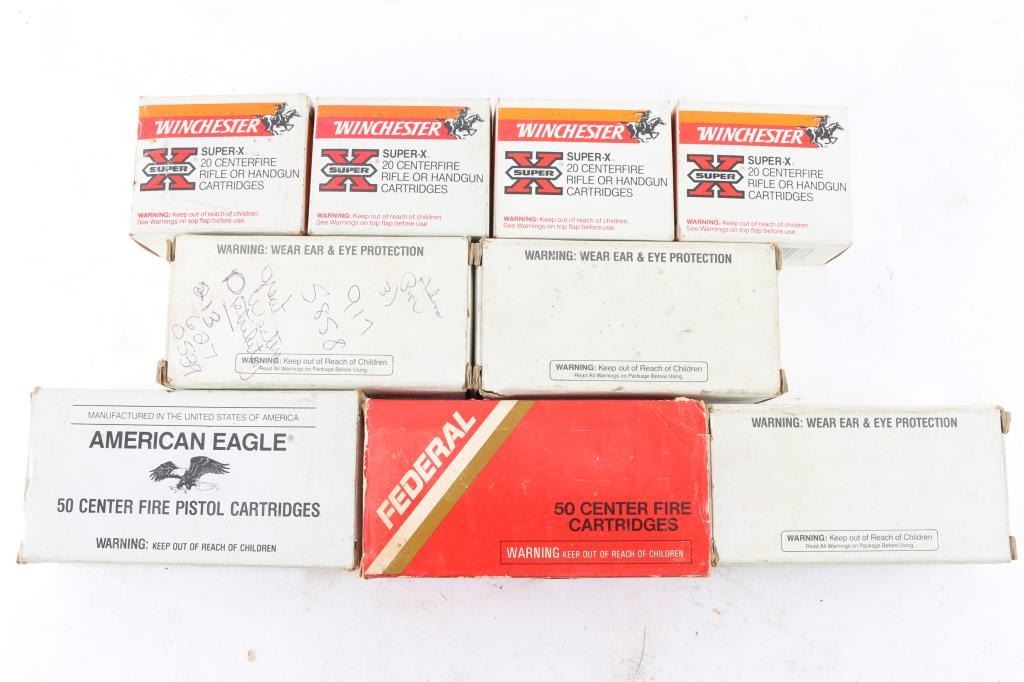 WINCHESTER
X SUPER
SUPER-X®
20 CENTERFIRE
RIFLE OR HANDGUN
CARTRIDGES
WARNING: Keep out of reach of children.
See Warnings on top flap before use.
WINCHESTER
X SUPER
SUPER-X®
20 CENTERFIRE
RIFLE OR HANDGUN
CARTRIDGES
WARNING: Keep out of reach of children.
See Warnings on top flap before use.
WINCHESTER
X SUPER
SUPER-X®
20 CENTERFIRE
RIFLE OR HANDGUN
CARTRIDGES
WARNING: Keep out of reach of children.
See Warnings on top flap before use.
WINCHESTER
X SUPER
SUPER-X®
20 CENTERFIRE
RIFLE OR HANDGUN
CARTRIDGES
WARNING: Keep out of reach of children.
See Warnings on top flap before use.
WARNING: WEAR EAR & EYE PROTECTION
917
5858
213
627
0539
WARNING: Keep out of Reach of Children
Read All Warnings on Package Before Using.
WARNING: WEAR EAR & EYE PROTECTION
WARNING: Keep out of Reach of Children
Read All Warnings on Package Before Using.
MANUFACTURED IN THE UNITED STATES OF AMERICA
AMERICAN EAGLE®
50 CENTER FIRE PISTOL CARTRIDGES
WARNING: KEEP OUT OF REACH OF CHILDREN
FEDERAL
50 CENTER FIRE
CARTRIDGES
WARNING KEEP OUT OF REACH OF CHILDREN
WARNING: WEAR EAR & EYE PROTECTION
WARNING: Keep out of Reach of Children
Read All Warnings on Package Before Using.